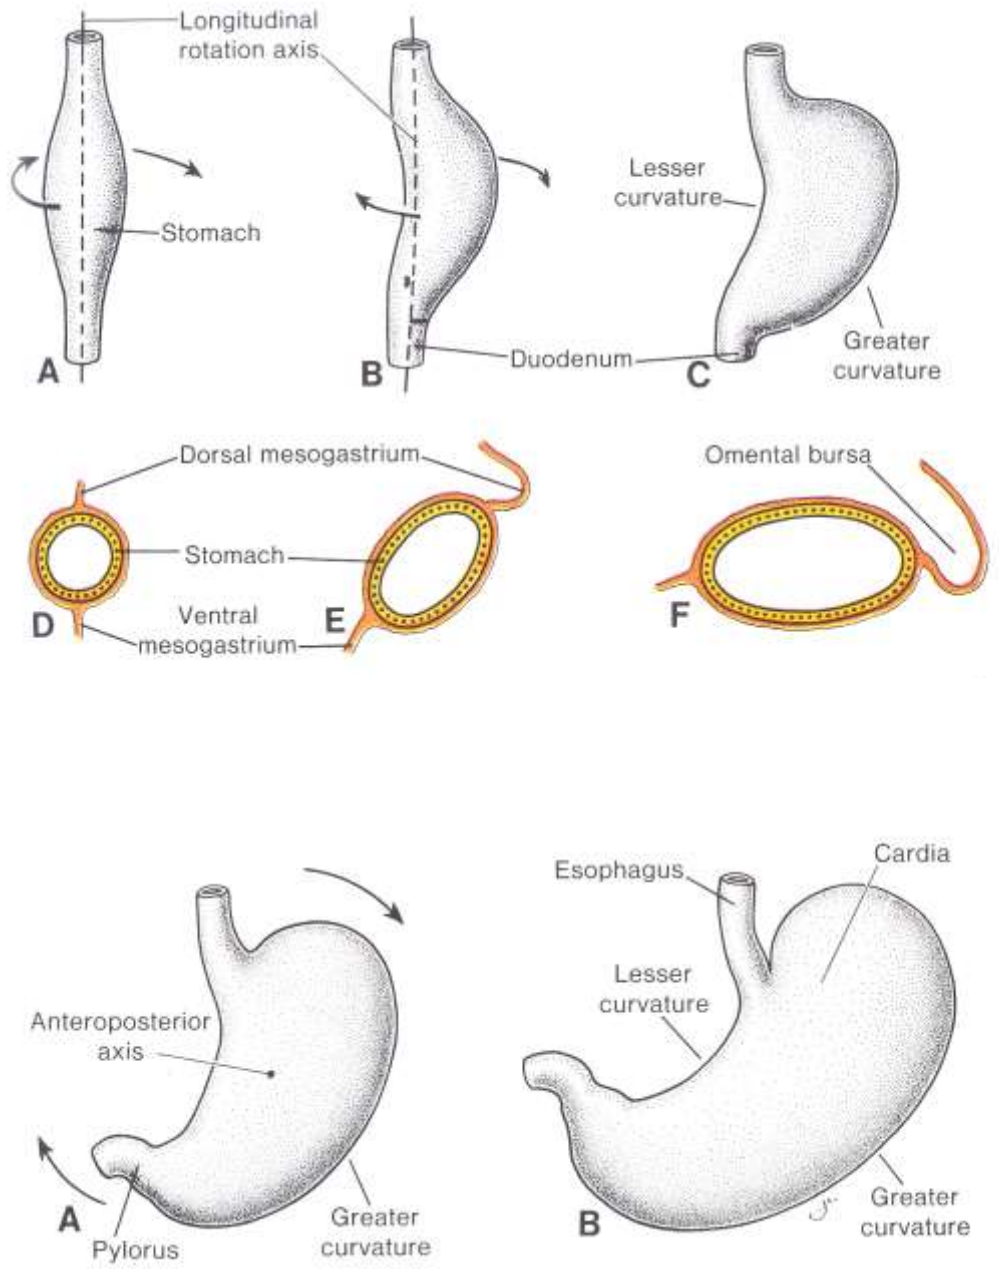 Longitudinal
rotation axis
Stomach
A
B
Duodenum
Lesser
curvature
C
Greater
curvature
Dorsal mesogastrium
Stomach
D
Ventral
mesogastrium
E
Omental bursa
F
Esophagus
Cardia
Lesser
curvature
Anteroposterior
axis
A
Pylorus
Greater
curvature
B
Greater
curvature